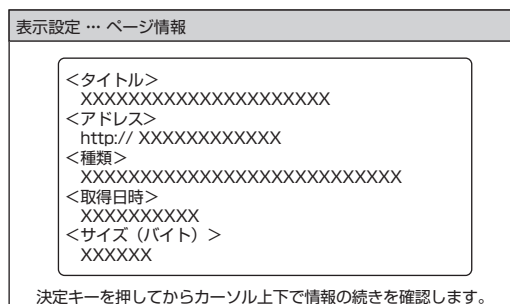 表示設定 … ページ情報
＜タイトル＞
XXXXXXXXXXXXXXXXXXXXX
＜アドレス＞
http:// XXXXXXXXXXXX
＜種類＞
XXXXXXXXXXXXXXXXXXXXXXXXXXX
＜取得日時＞
XXXXXXXXXX
＜サイズ（バイト）＞
XXXXXX
決定キーを押してからカーソル上下で情報の続きを確認します。